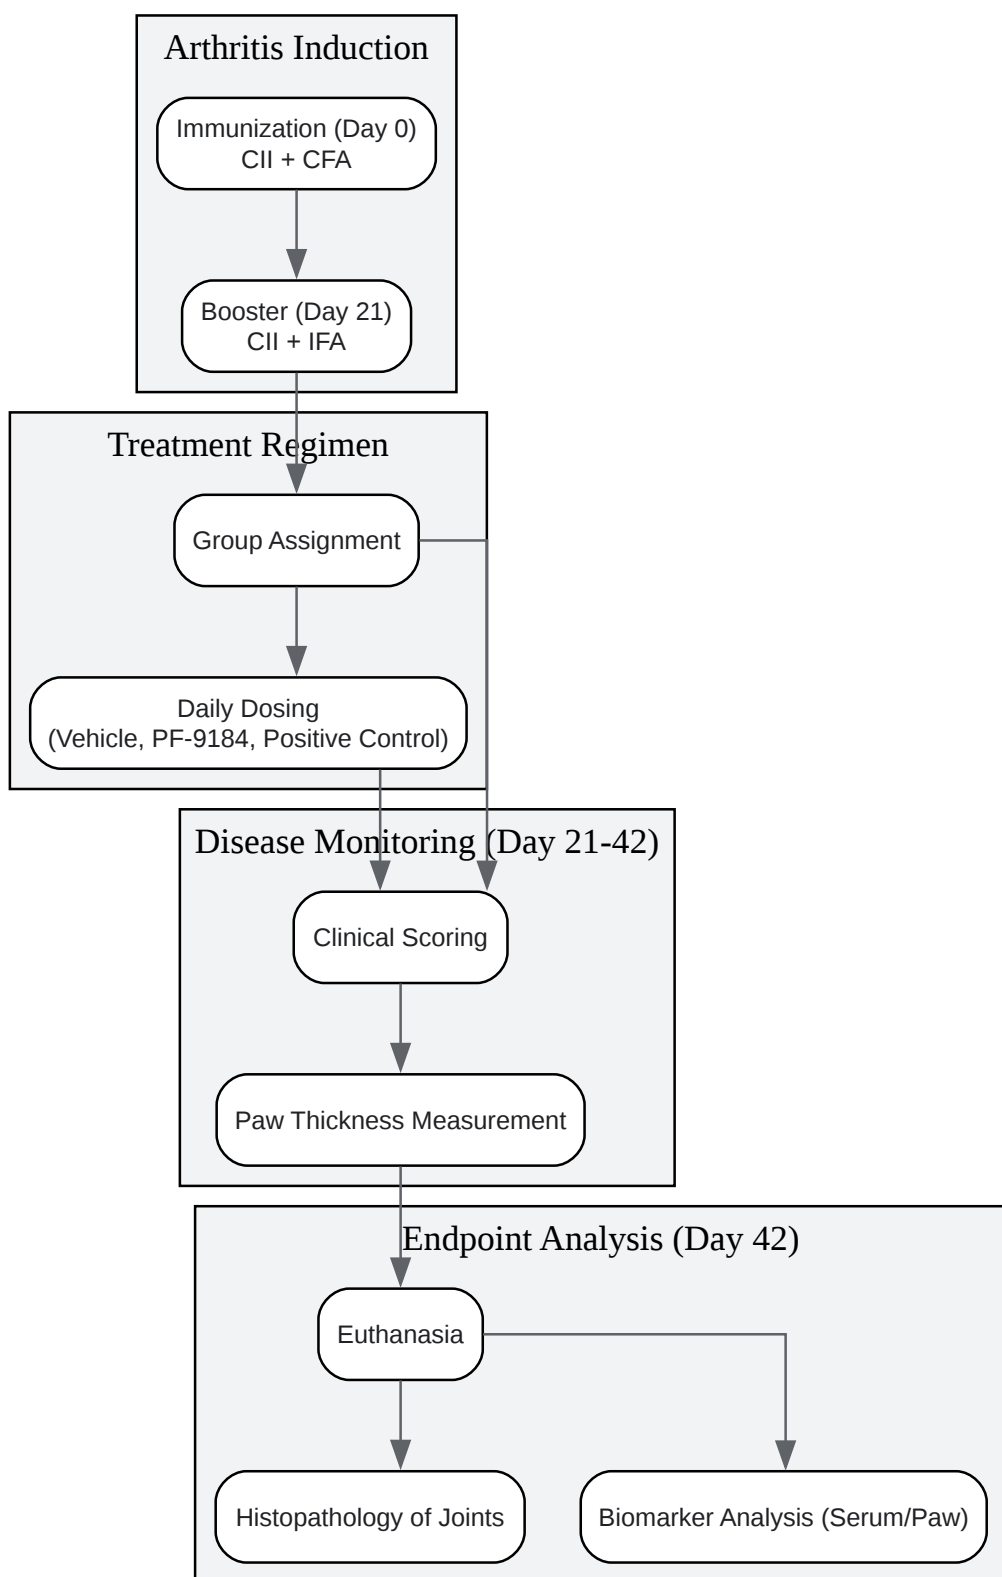 Arthritis Induction
Immunization (Day 0)
CII + CFA
Booster (Day 21)
CII + IFA
Treatment Regimen
Group Assignment
Daily Dosing
(Vehicle, PF-9184, Positive Control)
Disease Monitoring (Day 21-42)
Clinical Scoring
Paw Thickness Measurement
Endpoint Analysis (Day 42)
Euthanasia
Histopathology of Joints
Biomarker Analysis (Serum/Paw)